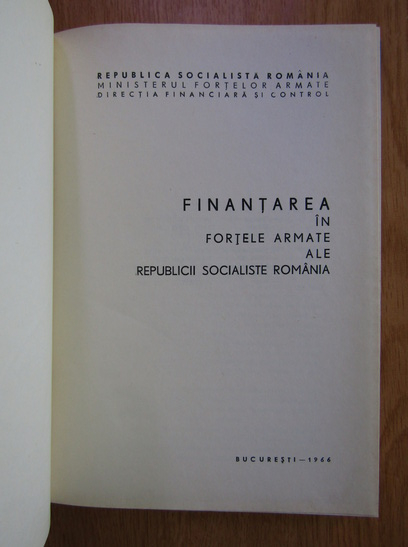 REPUBLICA SOCIALISTA ROMÂNIA
MINISTERUL FORȚELOR ARMATE
DIRECȚIA FINANCIARĂ ȘI CONTROL
FINANȚAREA
ÎN
FORȚELE ARMATE
ALE
REPUBLICII SOCIALISTE ROMÂNIA
BUCUREȘTI — 1966